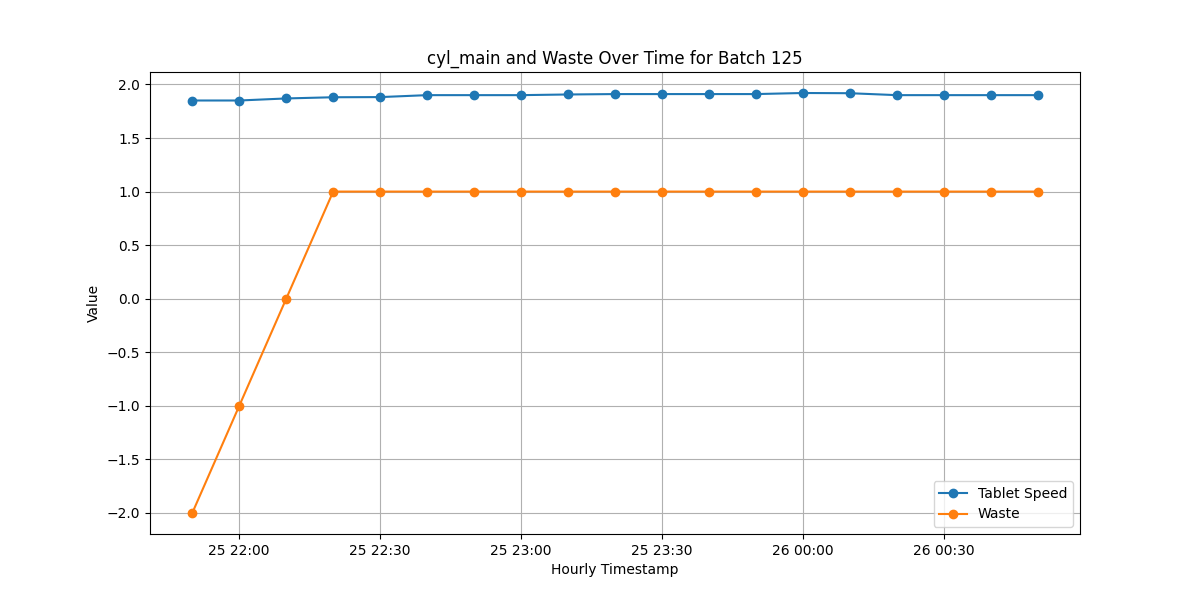 cyl_main and Waste Over Time for Batch 125
2.0
1.5
1.0
0.5
0.0
−0.5
−1.0
−1.5
−2.0
Value
Tablet Speed
Waste
25 22:00 25 22:30 25 23:00 25 23:30 26 00:00 26 00:30
Hourly Timestamp